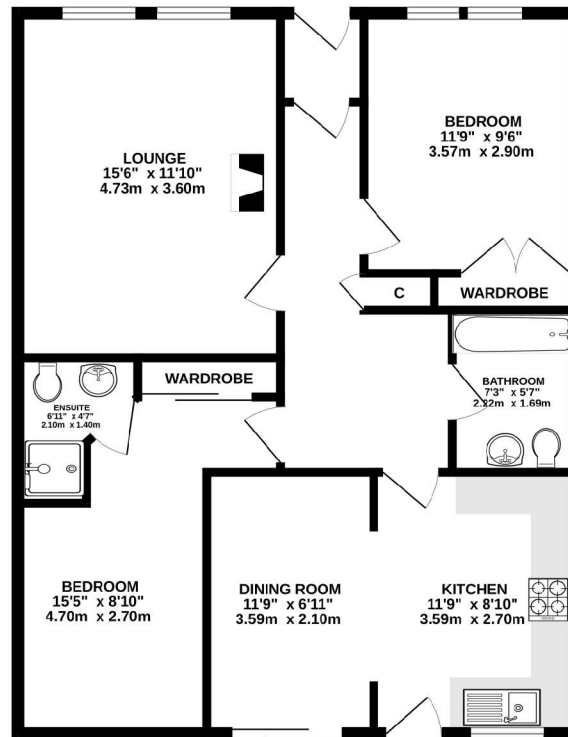 LOUNGE
15'6" x 11'10"
4.73m x 3.60m
BEDROOM
11'9" x 9'6"
3.57m x 2.90m
C
WARDROBE
WARDROBE
BATHROOM
7'3" x 5'7"
2.22m x 1.69m
ENSUITE
6'11" x 4'7"
2.10m x 1.40m
BEDROOM
15'5" x 8'10"
4.70m x 2.70m
DINING ROOM
11'9" x 6'11"
3.59m x 2.10m
KITCHEN
11'9" x 8'10"
3.59m x 2.70m